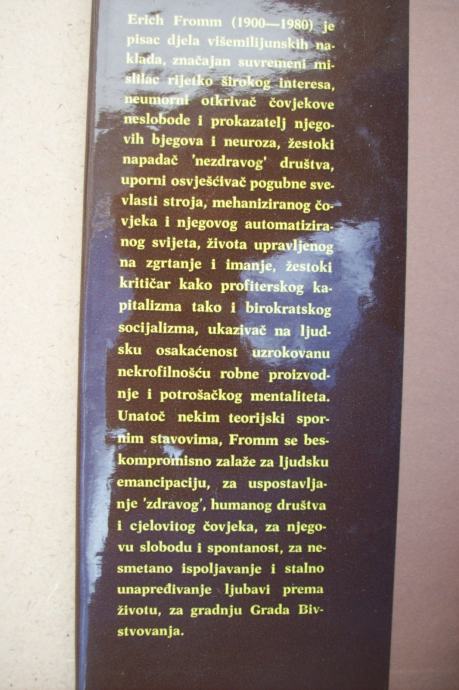 Erich Fromm (1900—1980) je
pisac djela višemilijunskih na-
klada, značajan suvremeni mi-
slilac rijetko širokog interesa,
neumorni otkrivač čovjekove
neslobode i prokazatelj njego-
vih bjegova i neuroza, žestoki
napadač 'nezdravog' društva,
uporni osvješćivač pogubne sve-
vlasti stroja, mehaniziranog čo-
vjeka i njegovog automatizira-
nog svijeta, života upravljenog
na zgrtanje i imanje, žestoki
kritičar kako profiterskog ka-
pitalizma tako i birokratskog
socijalizma, ukazivač na ljud-
sku osakaćenost uzrokovanu
nekrofilnošću robne proizvod-
nje i potrošačkog mentaliteta.
Unatoč nekim teorijski spor-
nim stavovima, Fromm se bes-
kompromisno zalaže za ljudsku
emancipaciju, za uspostavlja-
nje 'zdravog', humanog društva
i cjelovitog čovjeka, za njego-
vu slobodu i spontanost, za ne-
smetano ispoljavanje i stalno
unapređivanje ljubavi prema
životu, za gradnju Grada Biv-
stvovanja.